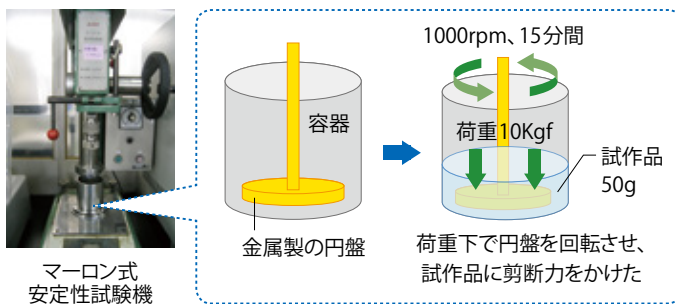 マーロン式
安定性試験機
容器
金属製の円盤
1000rpm、15分間
荷重10Kgf
試作品
50g
荷重下で円盤を回転させ、
試作品に剪断力をかけた